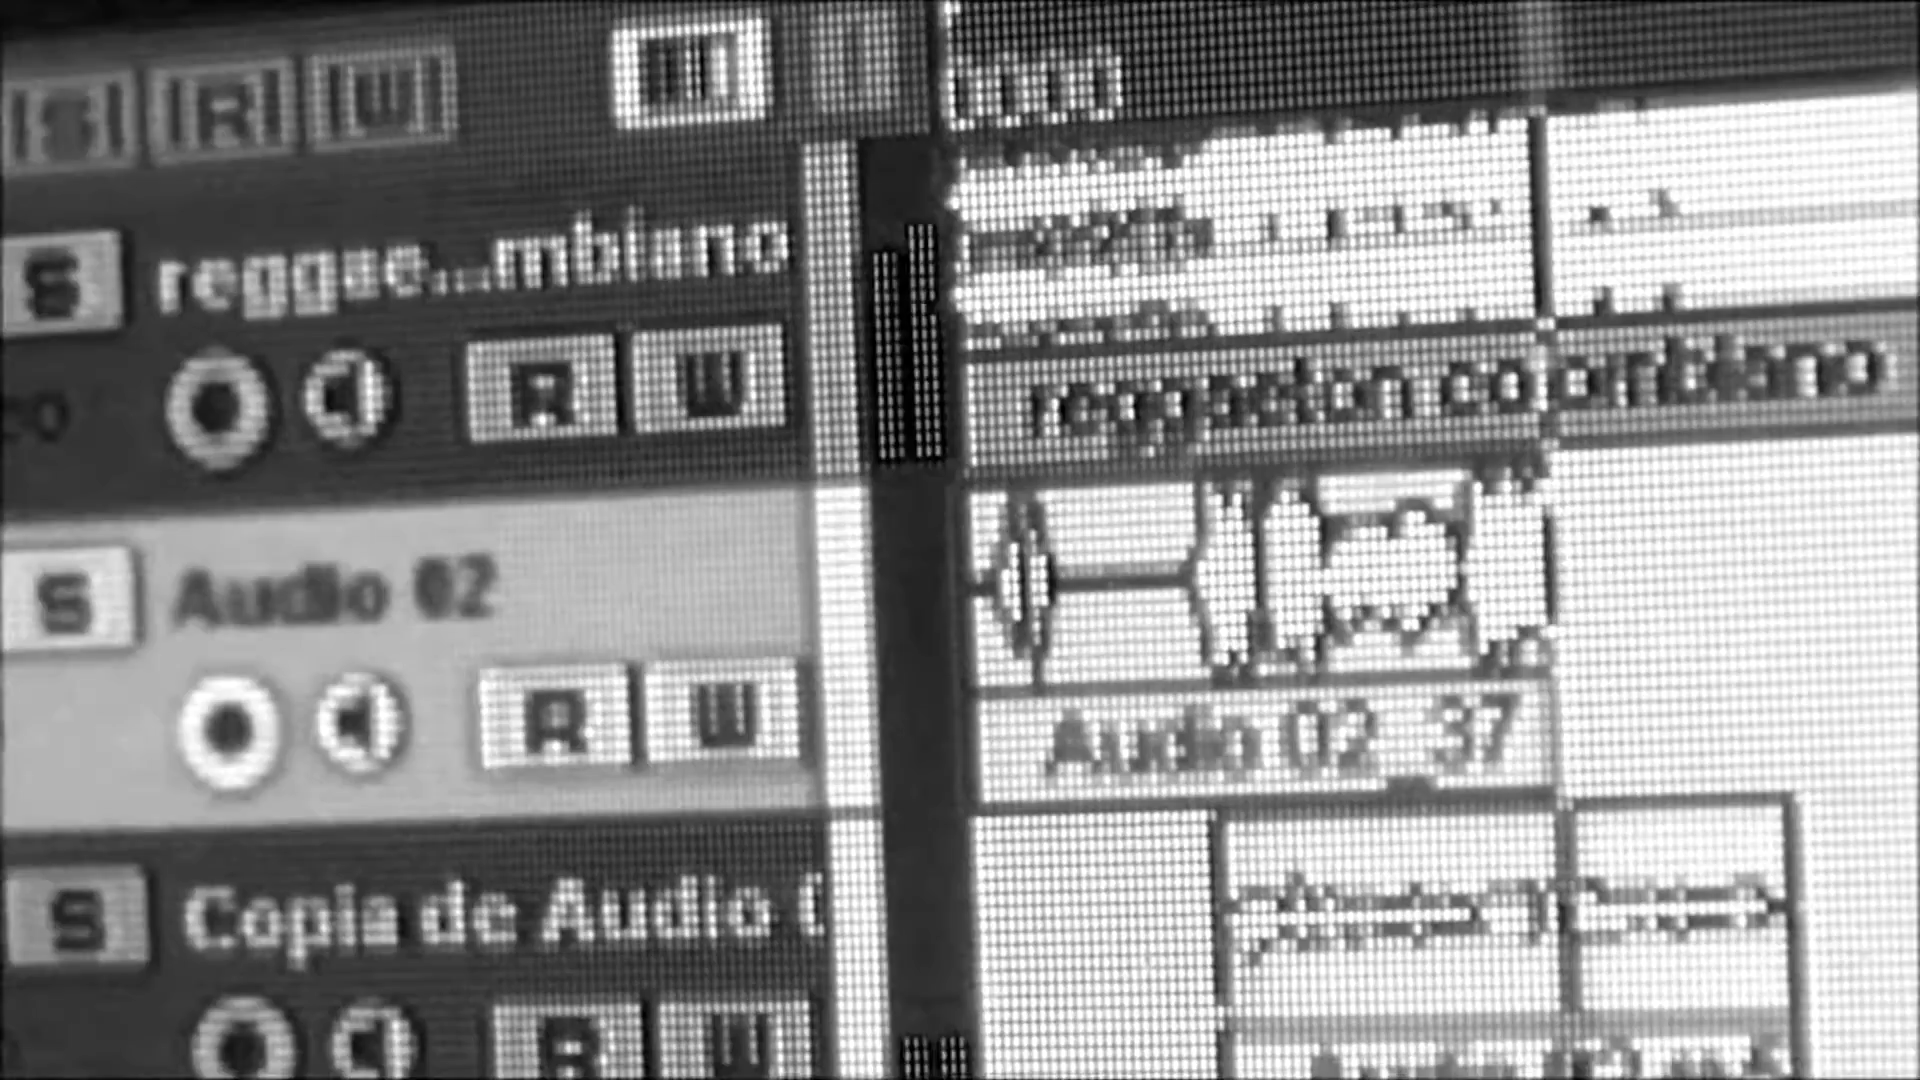 S R W
S reggae...mbiano
R W
reggaeton colombiano
S Audio 02
R W
Audio 02_37
S Copia de Audio
R W